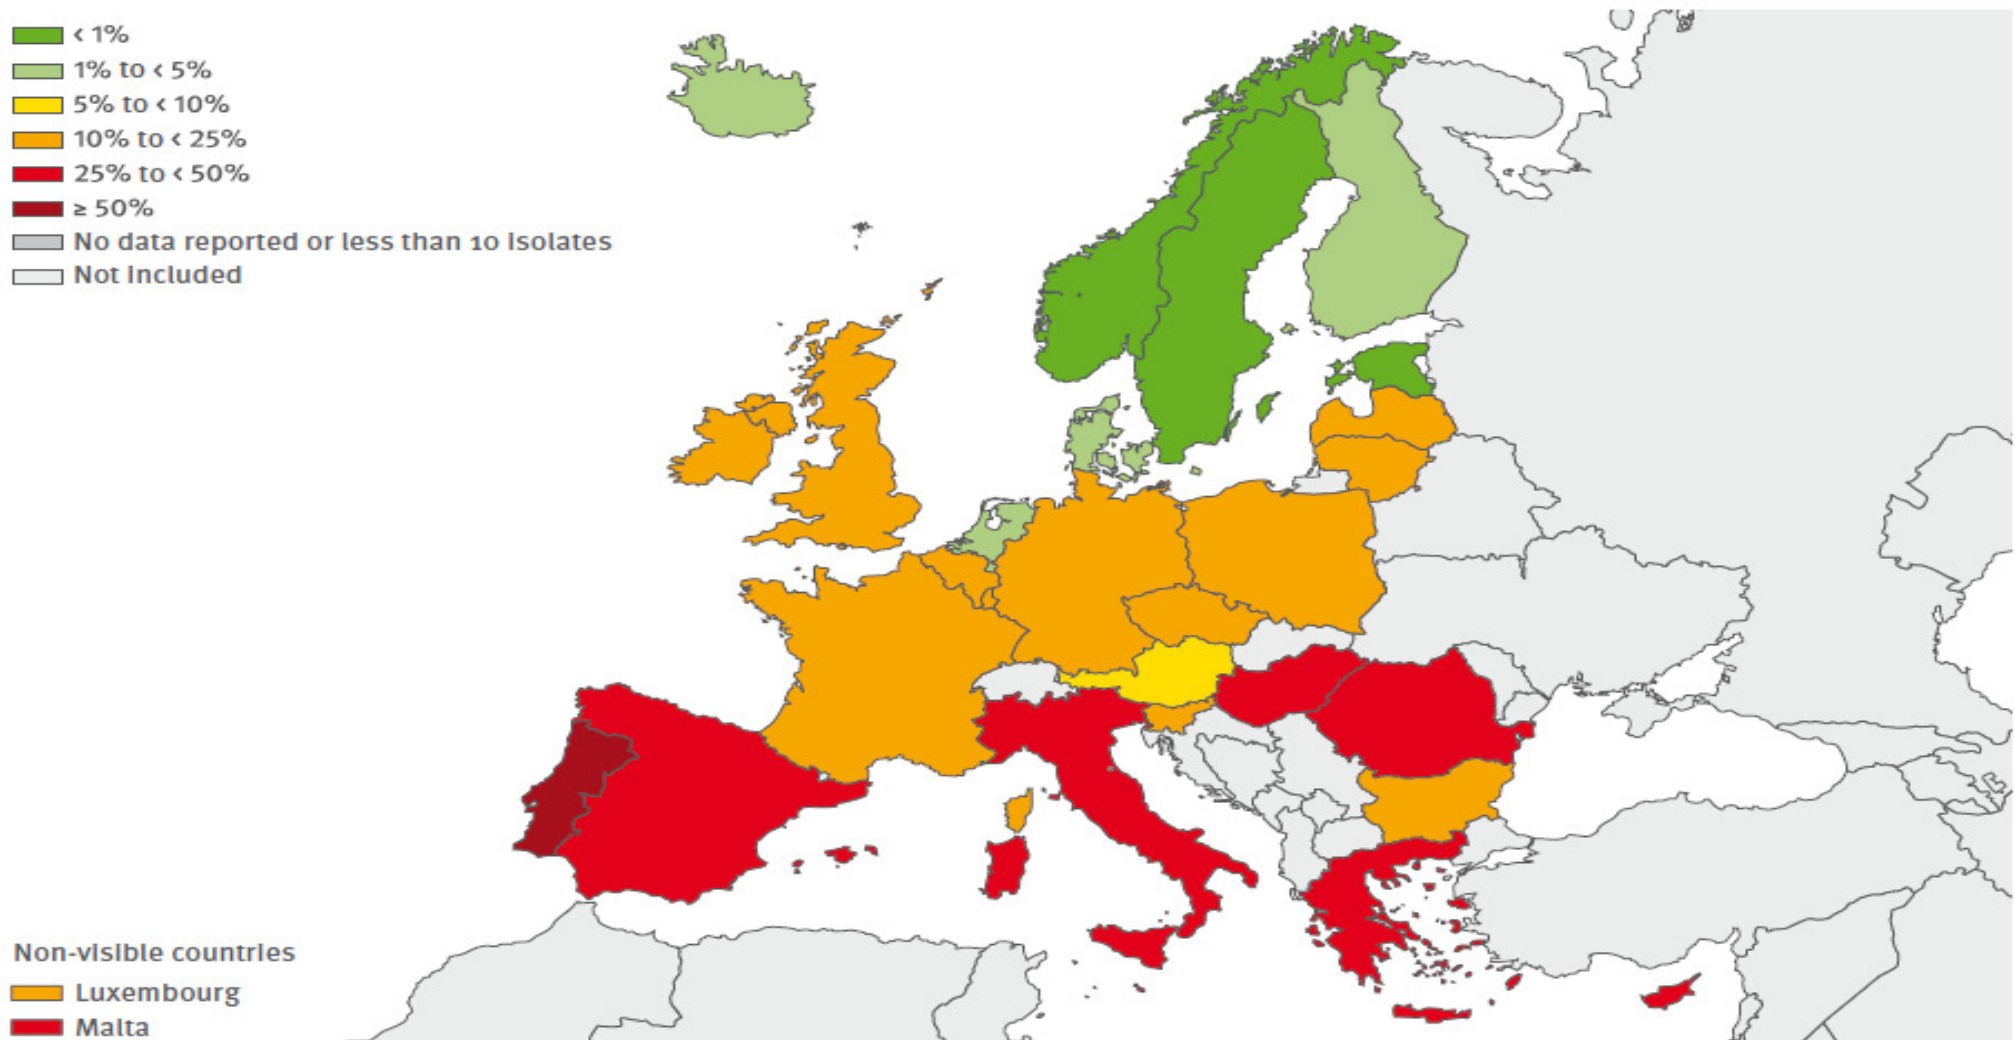 < 1%
1% to < 5%
5% to < 10%
10% to < 25%
25% to < 50%
≥ 50%
No data reported or less than 10 Isolates
Not Included
Non-visible countries
Luxembourg
Malta